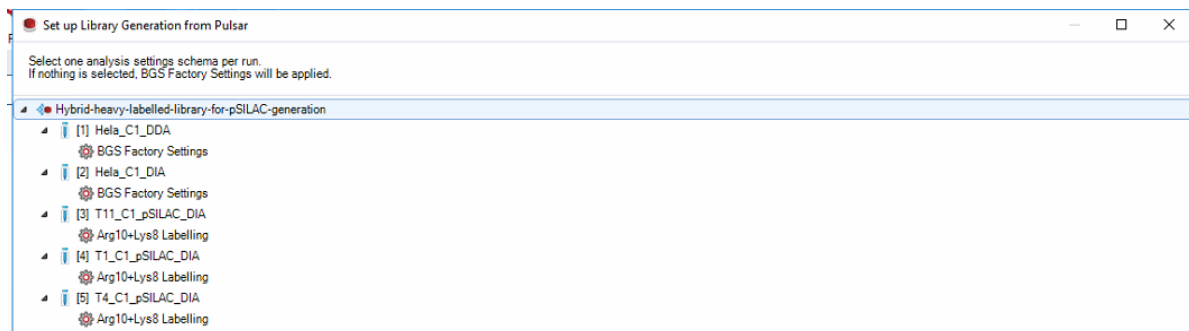 Set up Library Generation from Pulsar
Select one analysis settings schema per run.
If nothing is selected, BGS Factory Settings will be applied.
Hybrid-heavy-labelled-library-for-pSILAC-generation
[1] Hela_C1_DDA
BGS Factory Settings
[2] Hela_C1_DIA
BGS Factory Settings
[3] T11_C1_pSILAC_DIA
Arg10+Lys8 Labelling
[4] T1_C1_pSILAC_DIA
Arg10+Lys8 Labelling
[5] T4_C1_pSILAC_DIA
Arg10+Lys8 Labelling